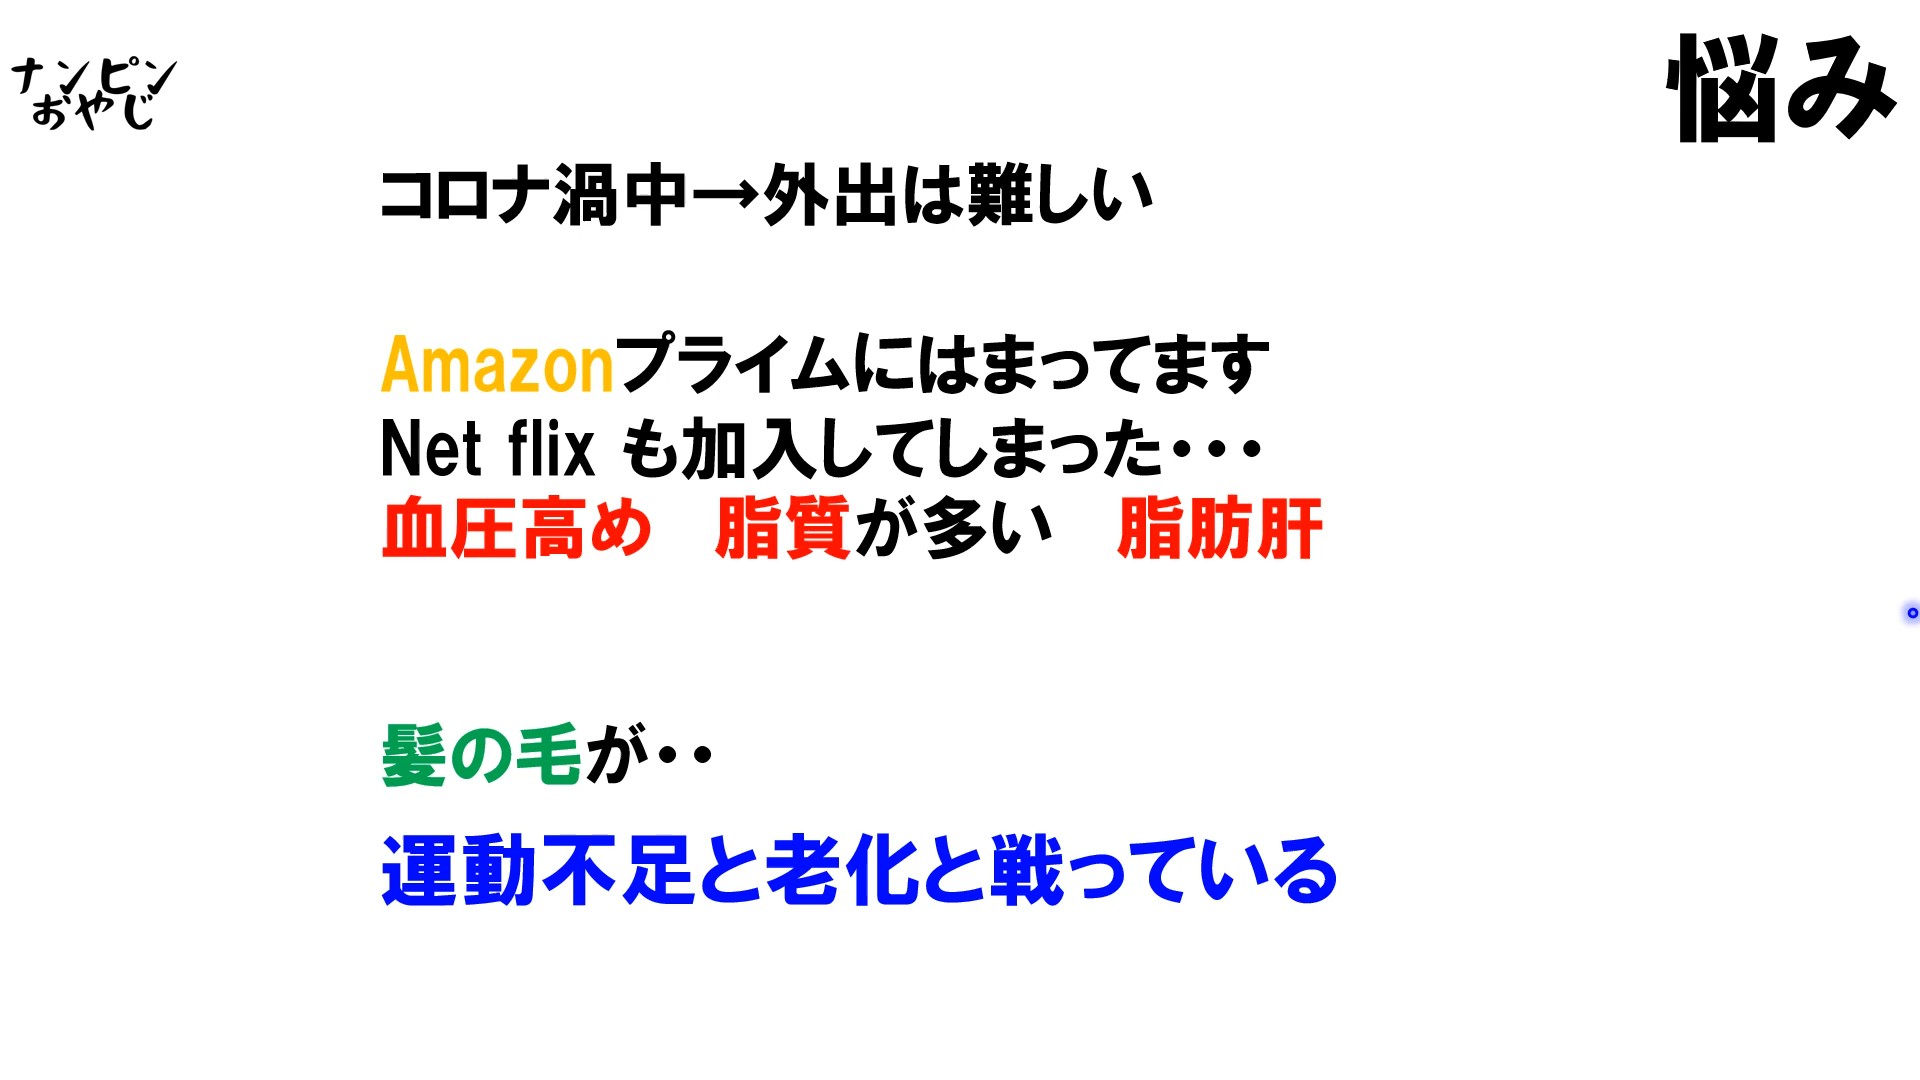 ナンピン
おやじ
悩み
コロナ渦中→外出は難しい
Amazonプライムにはまってます
Net flix も加入してしまった・・・
血圧高め　脂質が多い　脂肪肝
髪の毛が・・
運動不足と老化と戦っている